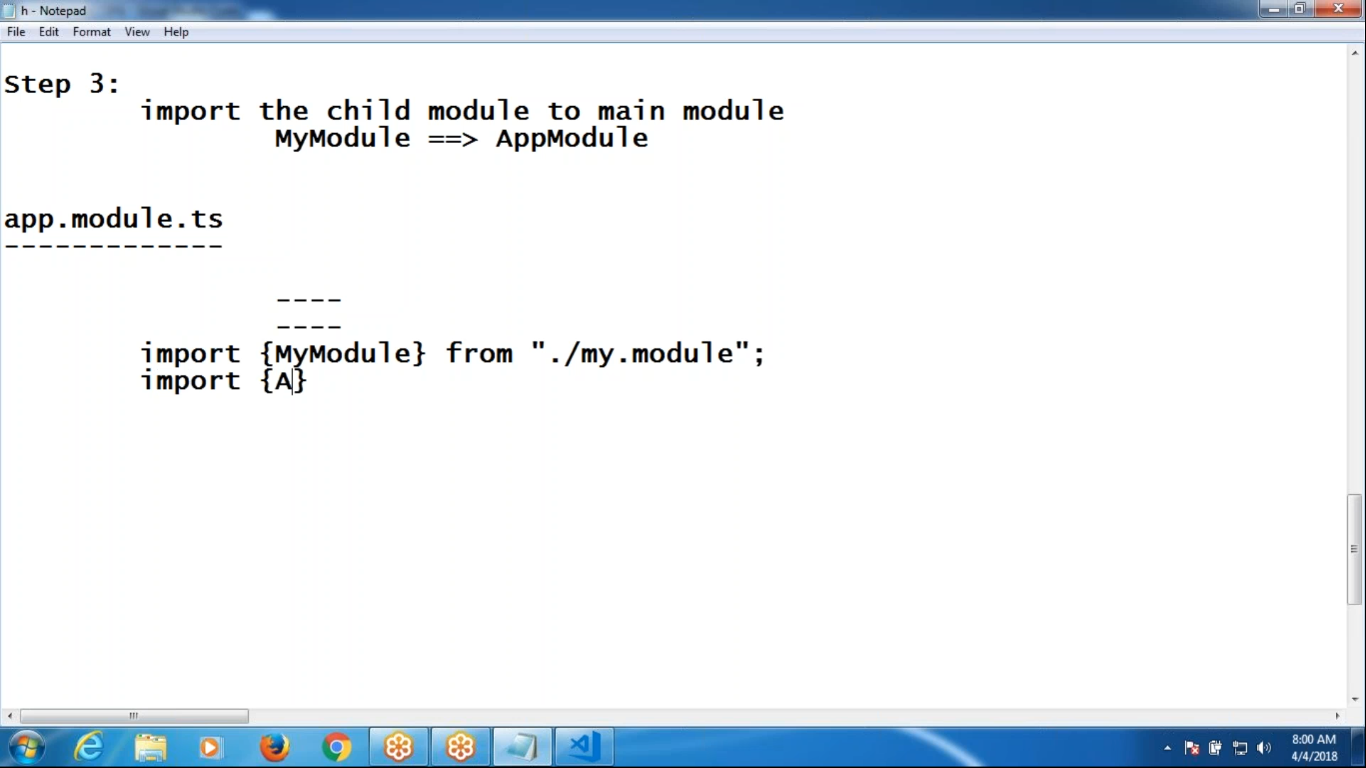 h - Notepad
File Edit Format View Help
Step 3:
import the child module to main module
MyModule ==> AppModule
app.module.ts
-------------
----
----
import {MyModule} from "./my.module";
import {A}
8:00 AM
4/4/2018